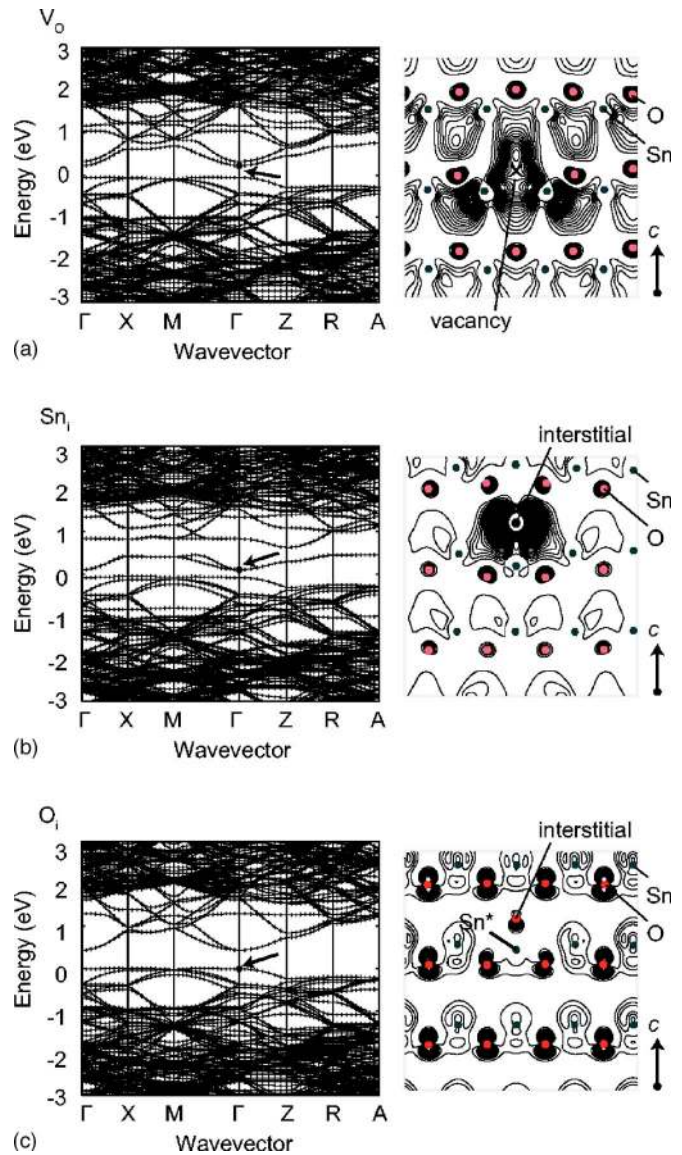 V_O
3
2
1
0
-1
-2
-3
Energy (eV)
Γ X M Γ Z R A
Wavevector
O
Sn
c
vacancy
(a)
Sn_i
3
2
1
0
-1
-2
-3
Energy (eV)
Γ X M Γ Z R A
Wavevector
interstitial
Sn
O
c
(b)
O_i
3
2
1
0
-1
-2
-3
Energy (eV)
Γ X M Γ Z R A
Wavevector
interstitial
Sn*
Sn
O
c
(c)